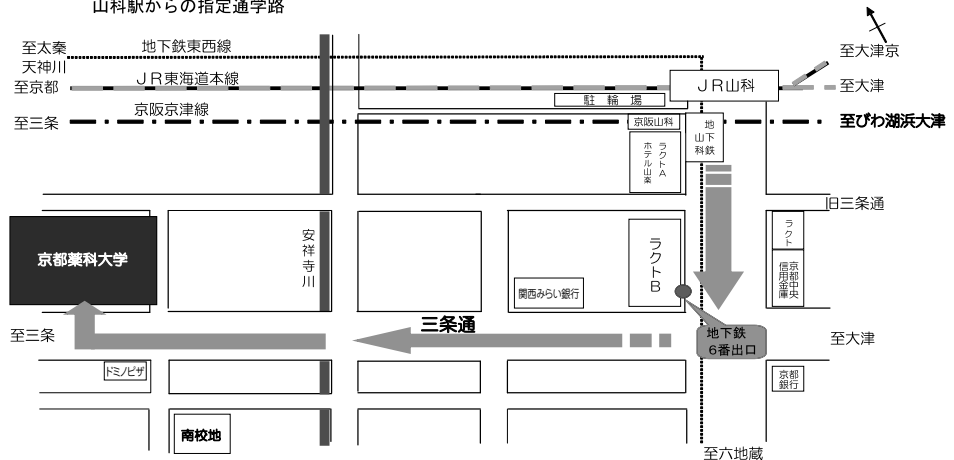 山科駅からの指定通学路
至太秦
天神川
地下鉄東西線
至大津京
至京都
JR東海道本線
JR山科
至大津
駐輪場
京阪京津線
至三条
京阪山科
地下鉄
山科
至びわ湖浜大津
ラクトA
ホテル山楽
旧三条通
京都薬科大学
安祥寺川
関西みらい銀行
ラクトB
ラクト
京都中央
信用金庫
至三条
三条通
地下鉄
6番出口
至大津
ドミノピザ
京都
銀行
南校地
至六地蔵